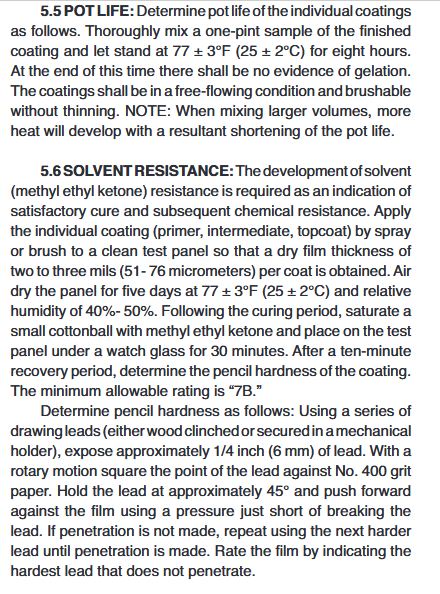 5.5 POT LIFE: Determine pot life of the individual coatings
as follows. Thoroughly mix a one-pint sample of the finished
coating and let stand at 77 ± 3°F (25 ± 2°C) for eight hours.
At the end of this time there shall be no evidence of gelation.
The coatings shall be in a free-flowing condition and brushable
without thinning. NOTE: When mixing larger volumes, more
heat will develop with a resultant shortening of the pot life.
5.6 SOLVENT RESISTANCE: The development of solvent
(methyl ethyl ketone) resistance is required as an indication of
satisfactory cure and subsequent chemical resistance. Apply
the individual coating (primer, intermediate, topcoat) by spray
or brush to a clean test panel so that a dry film thickness of
two to three mils (51- 76 micrometers) per coat is obtained. Air
dry the panel for five days at 77 ± 3°F (25 ± 2°C) and relative
humidity of 40%- 50%. Following the curing period, saturate a
small cottonball with methyl ethyl ketone and place on the test
panel under a watch glass for 30 minutes. After a ten-minute
recovery period, determine the pencil hardness of the coating.
The minimum allowable rating is “7B.”
Determine pencil hardness as follows: Using a series of
drawing leads (either wood clinched or secured in a mechanical
holder), expose approximately 1/4 inch (6 mm) of lead. With a
rotary motion square the point of the lead against No. 400 grit
paper. Hold the lead at approximately 45° and push forward
against the film using a pressure just short of breaking the
lead. If penetration is not made, repeat using the next harder
lead until penetration is made. Rate the film by indicating the
hardest lead that does not penetrate.